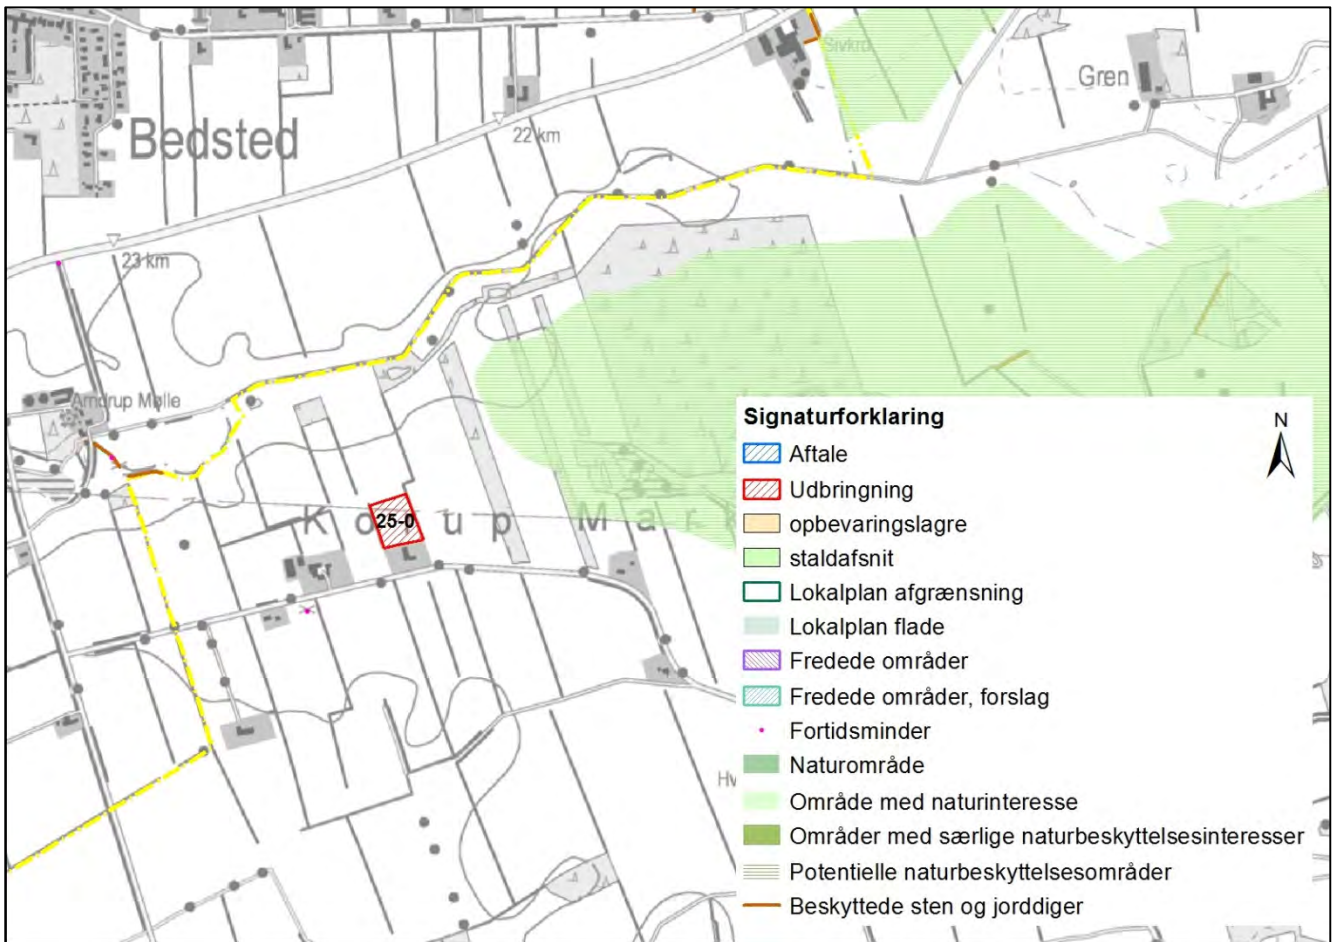 Sivkro
Gren
22 km
Bedsted
23 km
Arndrup Mølle
25-0
K o r u p M a r
Hv
Signaturforklaring
N
Aftale
Udbringning
opbevaringslagre
staldafsnit
Lokalplan afgrænsning
Lokalplan flade
Fredede områder
Fredede områder, forslag
Fortidsminder
Naturområde
Område med naturinteresse
Områder med særlige naturbeskyttelsesinteresser
Potentielle naturbeskyttelsesområder
Beskyttede sten og jorddiger